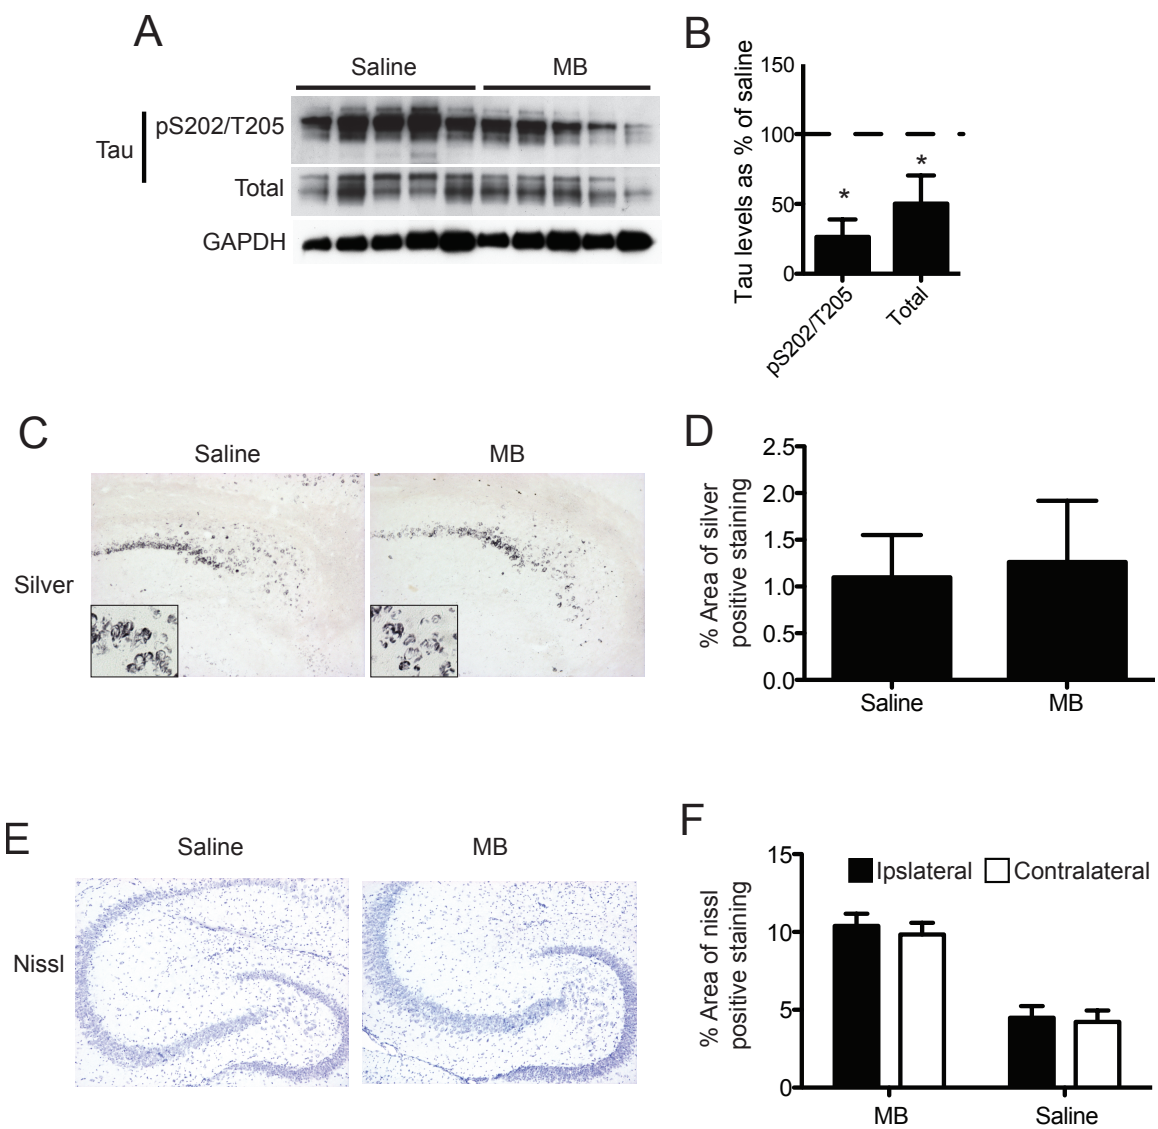 A
Saline MB
Tau
pS202/T205
Total
GAPDH
B
Tau levels as % of saline
150
100
50
0
*
*
pS202/T205
Total
C
Saline MB
Silver
D
% Area of silver
positive staining
2.5
2.0
1.5
1.0
0.5
0.0
Saline MB
E
Saline MB
Nissl
F
% Area of nissl
positive staining
15
10
5
0
Ipslateral Contralateral
MB Saline